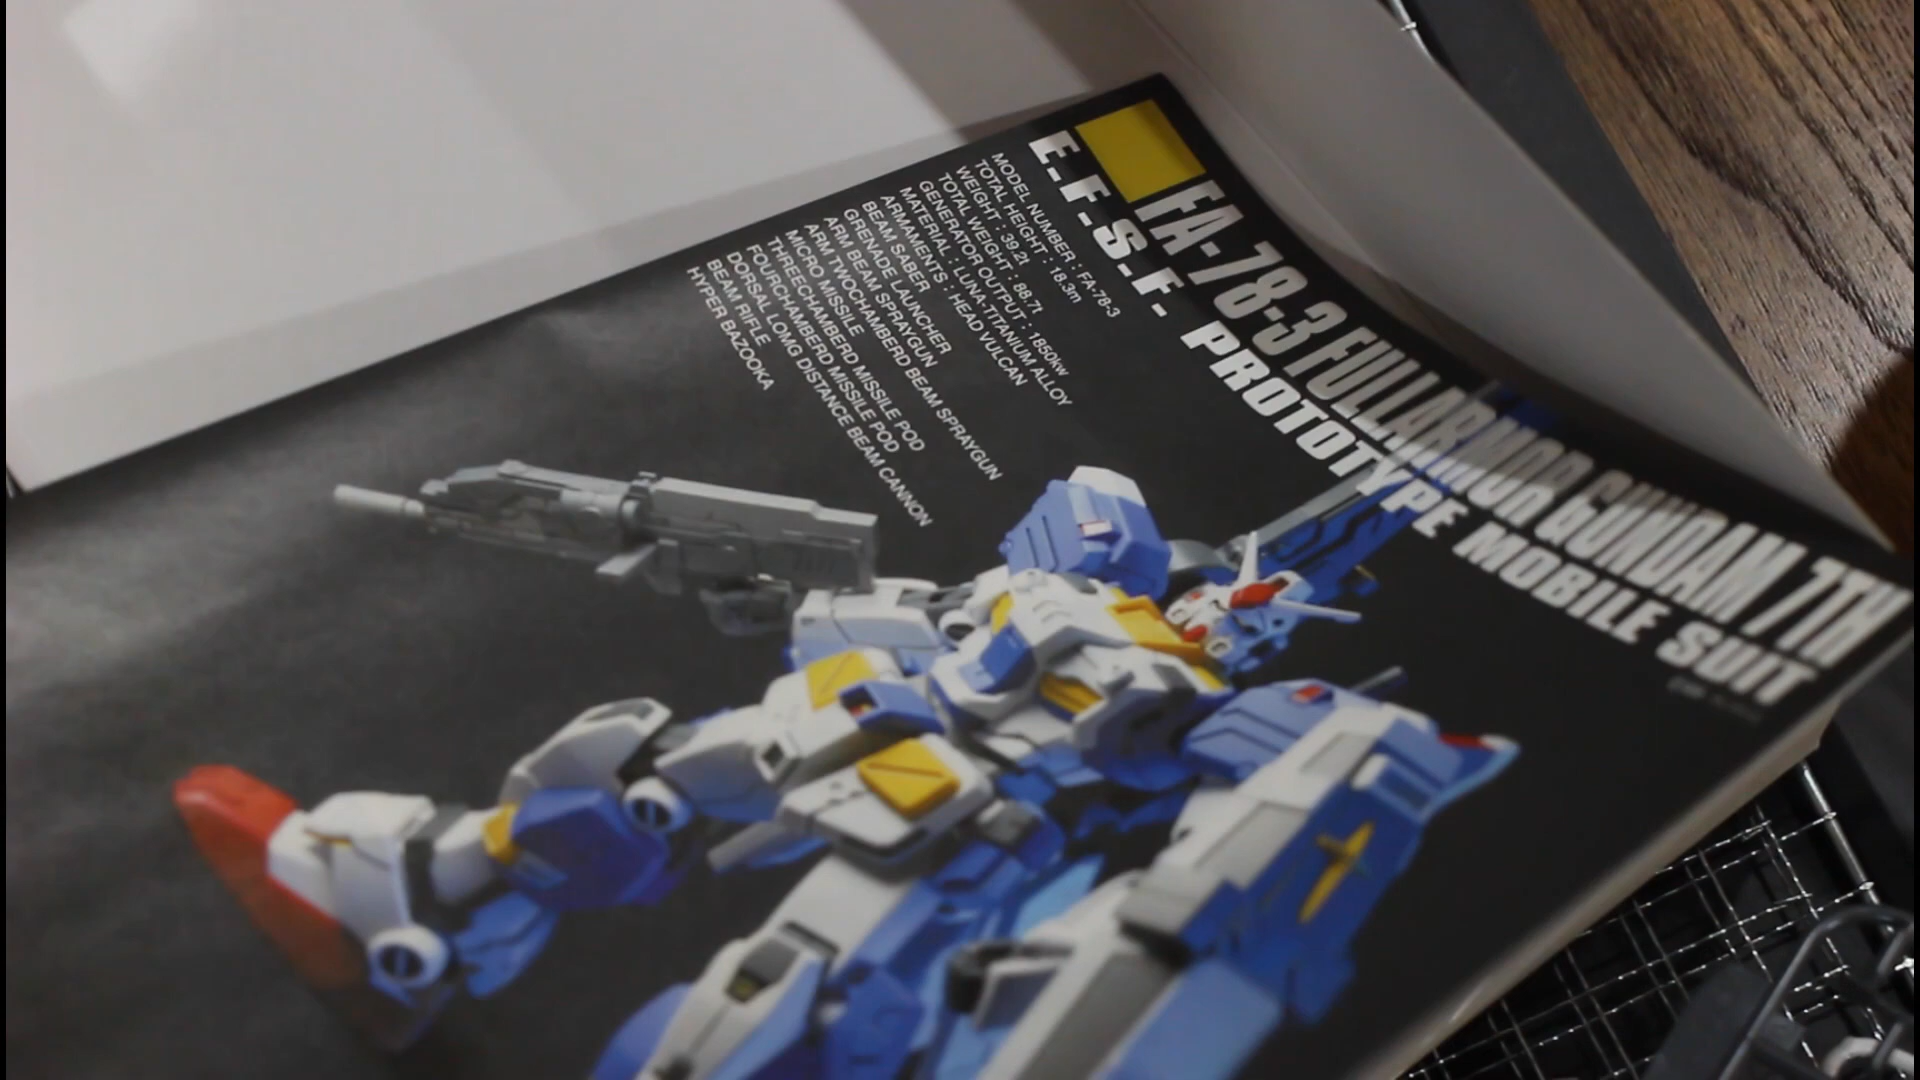 FA-78-3 FULLARMOR GUNDAM 7TH
E.F.S.F. PROTOTYPE MOBILE SUIT
MODEL NUMBER : FA-78-3
TOTAL HEIGHT : 18.3m
WEIGHT : 39.2t
TOTAL WEIGHT : 88.7t
GENERATOR OUTPUT : 1850kw
MATERIAL : LUNA-TITANIUM ALLOY
ARMAMENTS : HEAD VULCAN
BEAM SABER
GRENADE LAUNCHER
ARM BEAM SPRAYGUN
ARM TWOCHAMBERD BEAM SPRAYGUN
MICRO MISSILE
THREECHAMBERD MISSILE POD
FOURCHAMBERD MISSILE POD
DORSAL LOMG DISTANCE BEAM CANNON
BEAM RIFLE
HYPER BAZOOKA